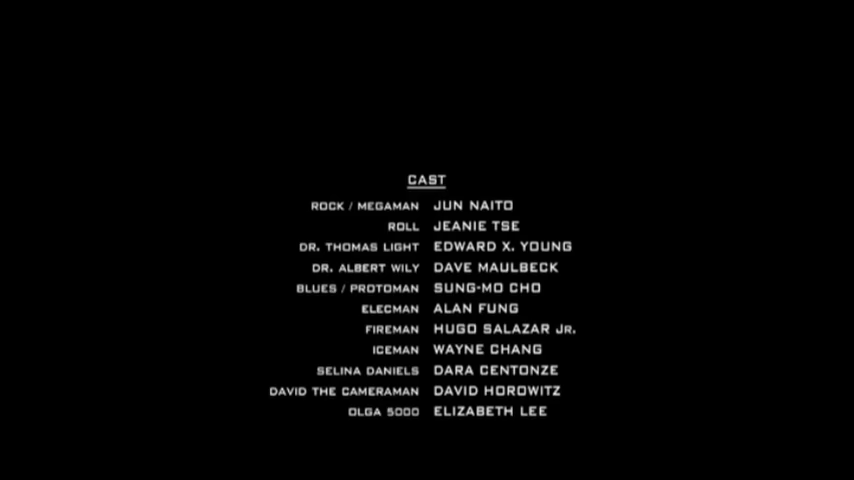 CAST
ROCK / MEGAMAN JUN NAITO
ROLL JEANIE TSE
DR. THOMAS LIGHT EDWARD X. YOUNG
DR. ALBERT WILY DAVE MAULBECK
BLUES / PROTOMAN SUNG-MO CHO
ELECMAN ALAN FUNG
FIREMAN HUGO SALAZAR JR.
ICEMAN WAYNE CHANG
SELINA DANIELS DARA CENTONZE
DAVID THE CAMERAMAN DAVID HOROWITZ
OLGA 5000 ELIZABETH LEE